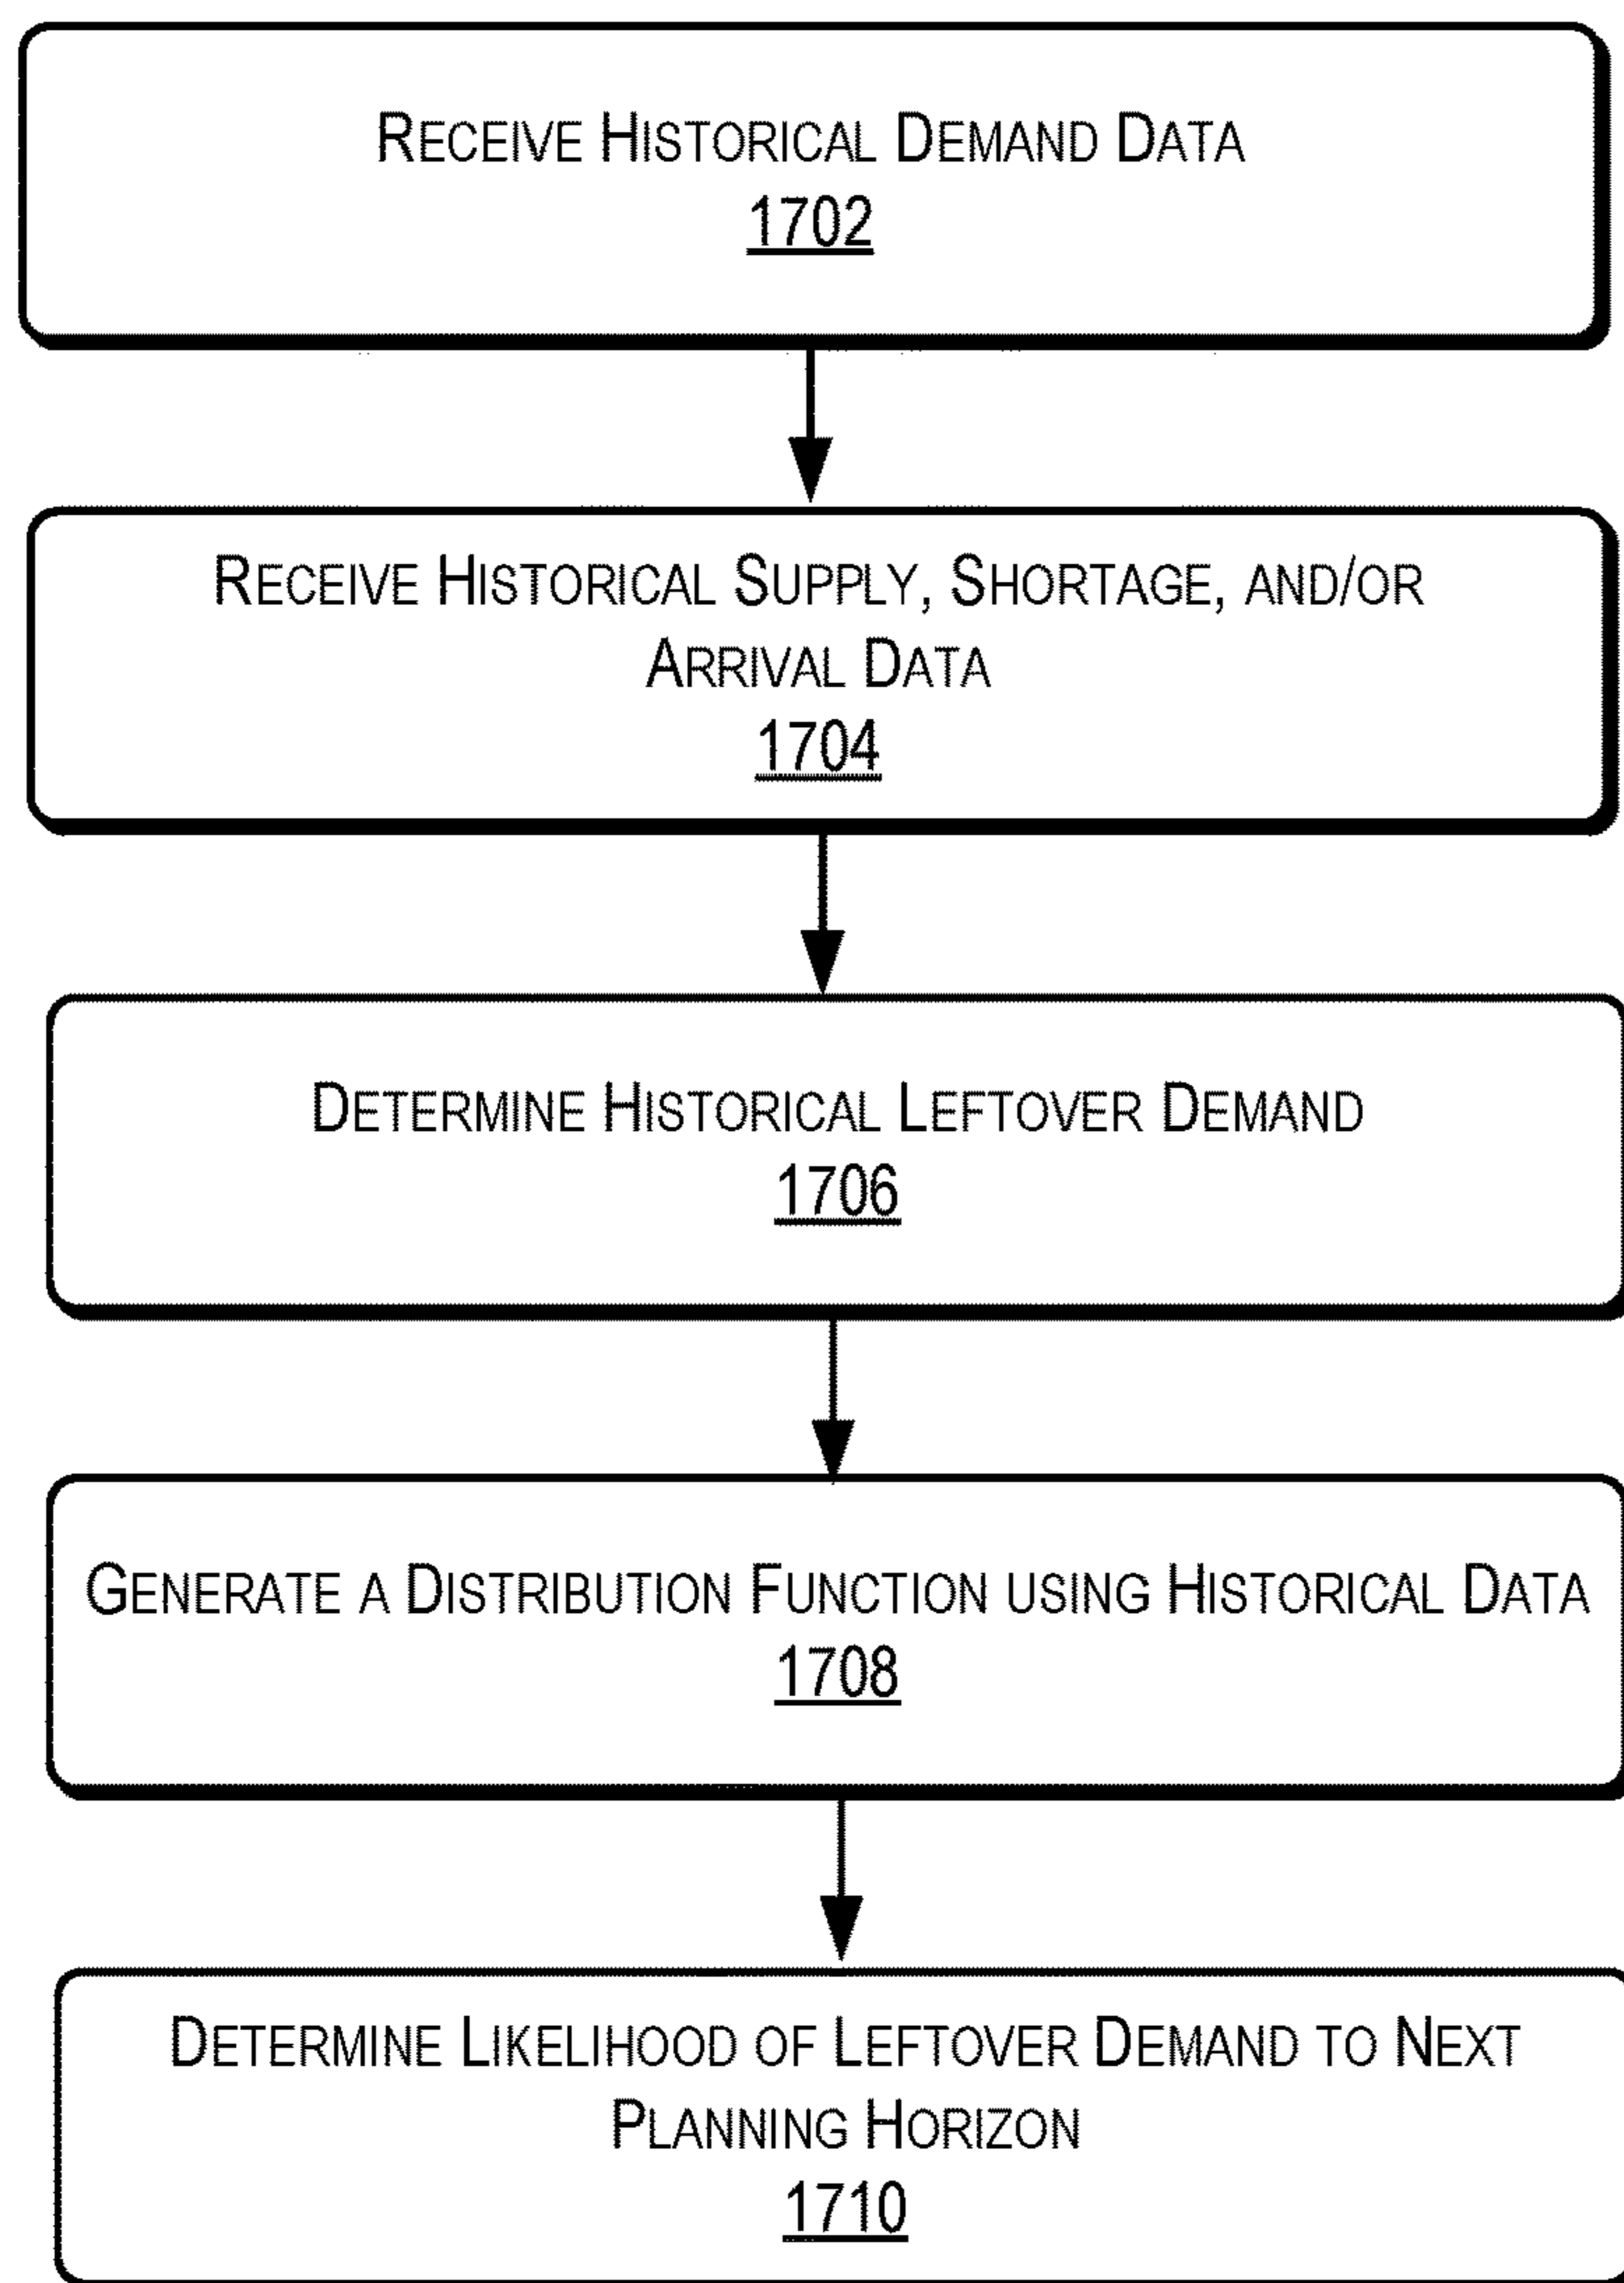 RECEIVE HISTORICAL DEMAND DATA
1702
RECEIVE HISTORICAL SUPPLY, SHORTAGE, AND/OR
ARRIVAL DATA
1704
DETERMINE HISTORICAL LEFTOVER DEMAND
1706
GENERATE A DISTRIBUTION FUNCTION USING HISTORICAL DATA
1708
DETERMINE LIKELIHOOD OF LEFTOVER DEMAND TO NEXT
PLANNING HORIZON
1710